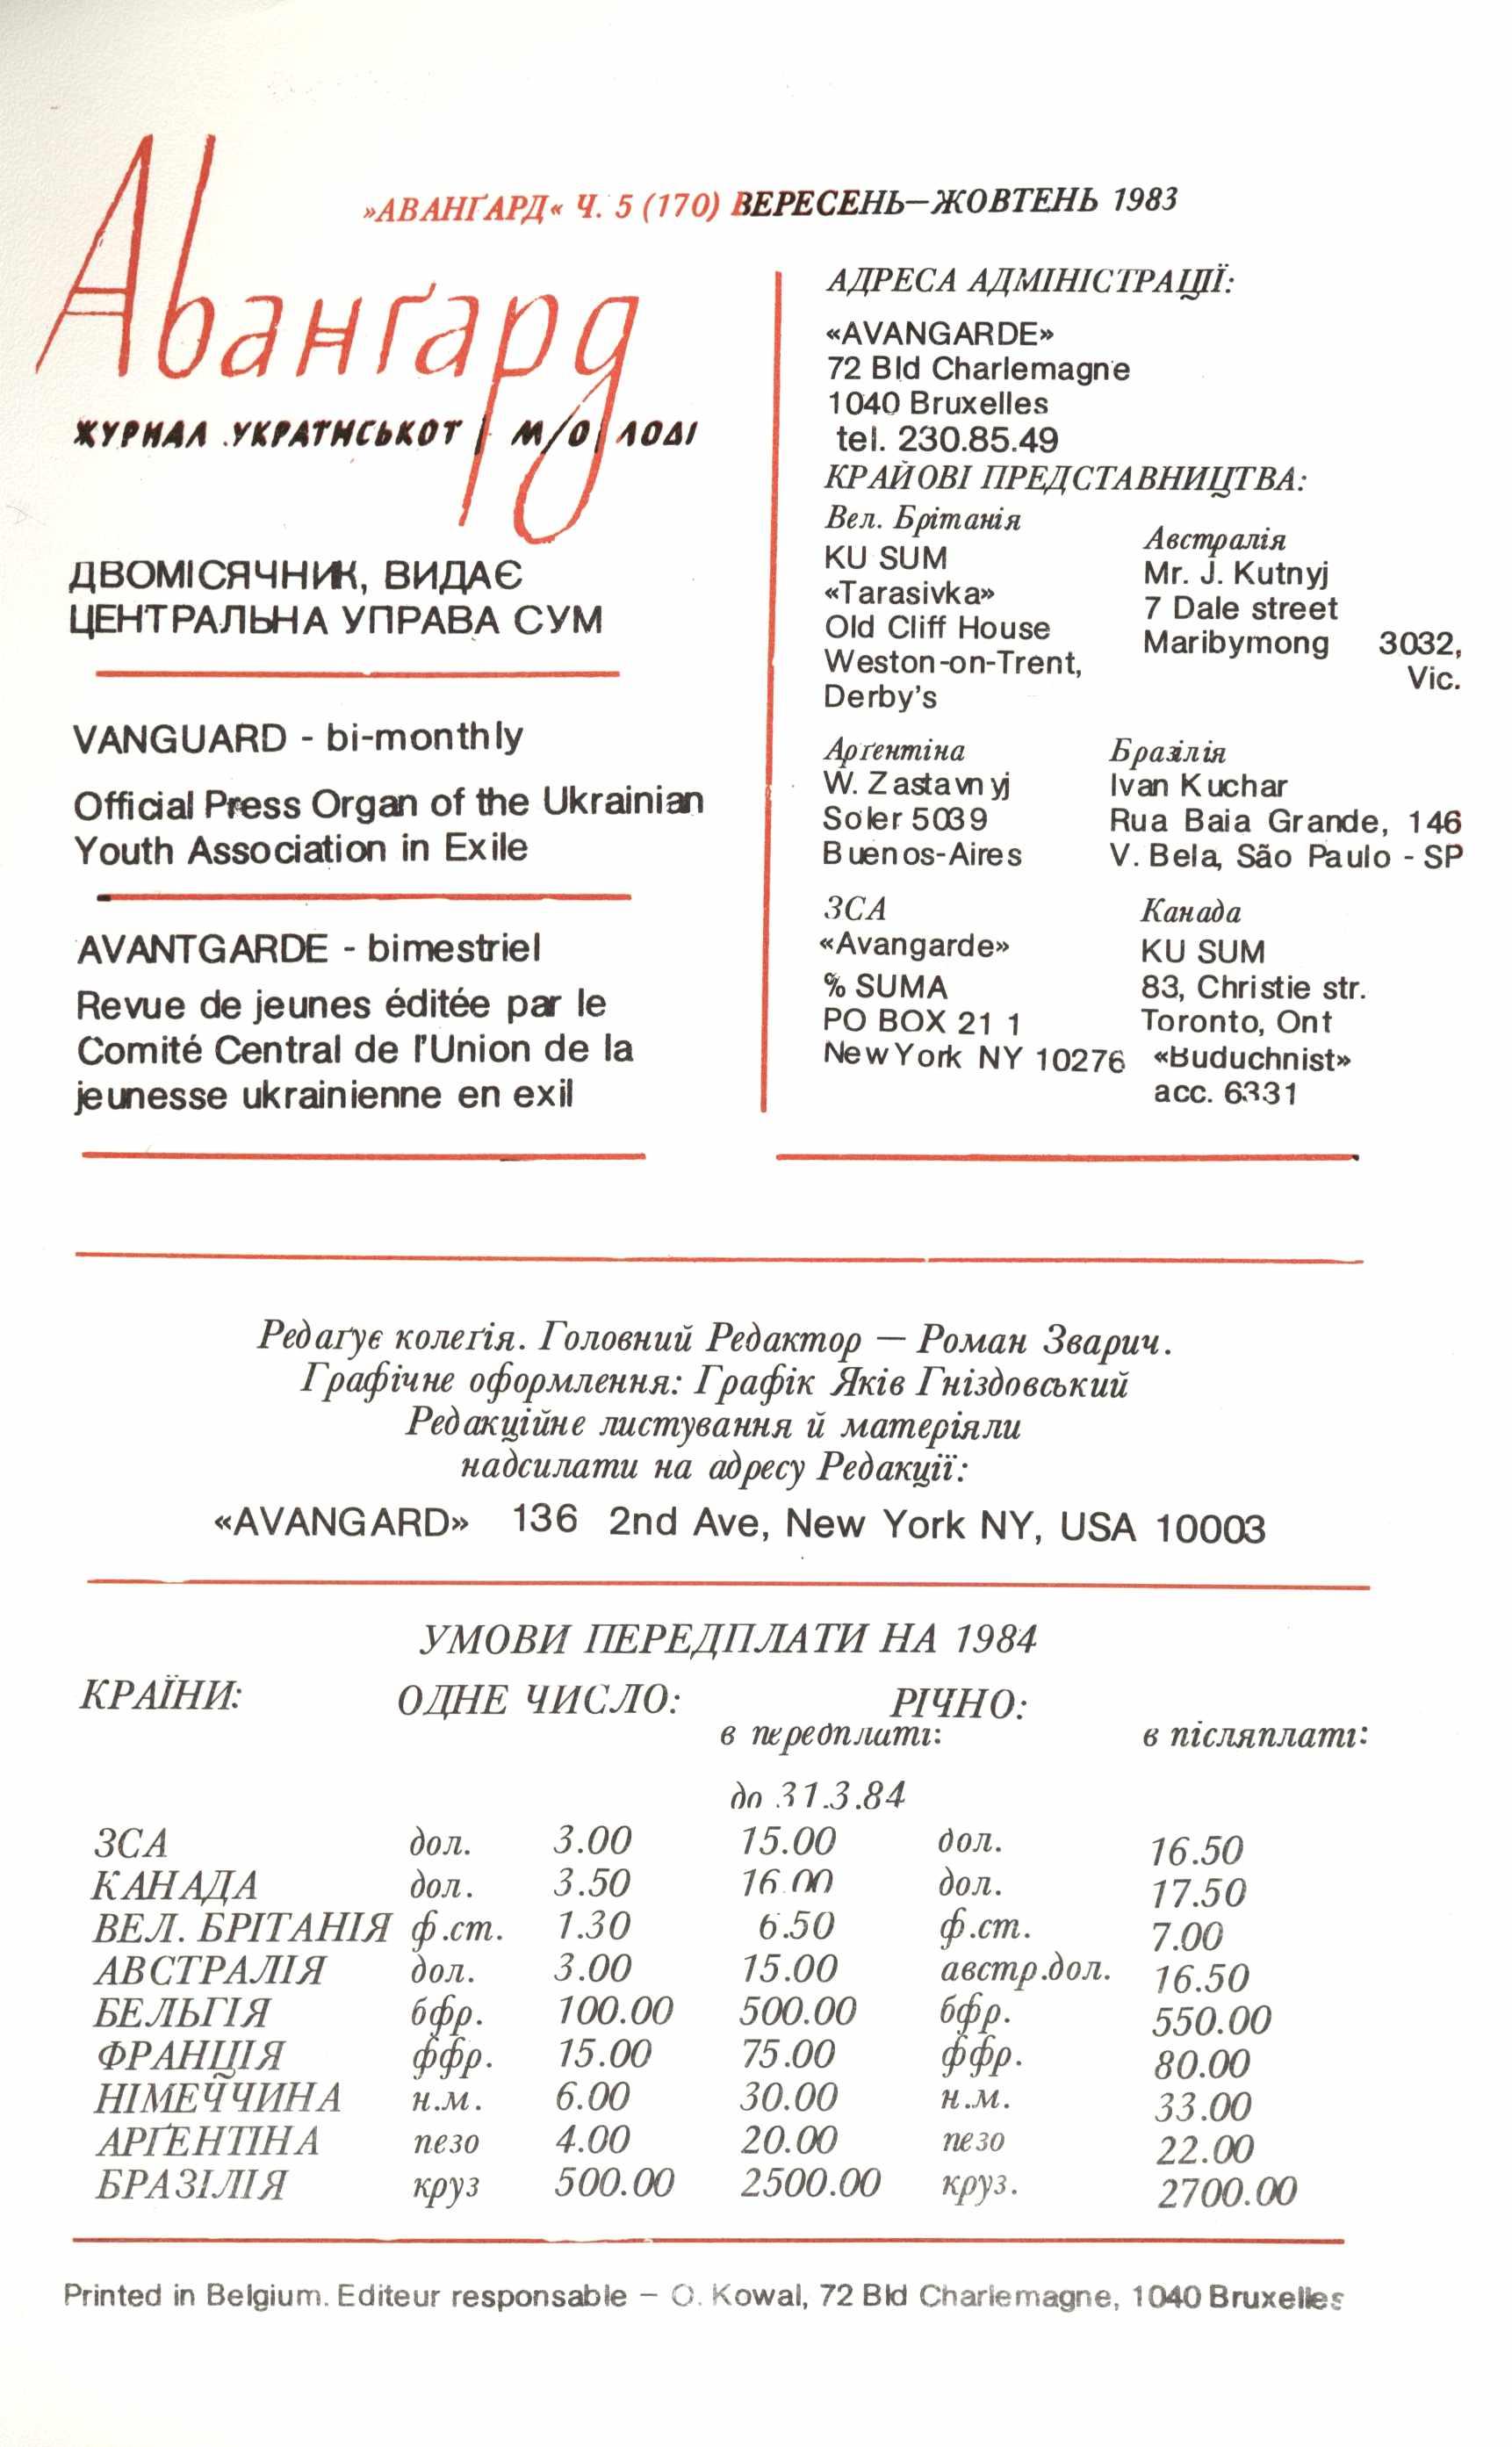 »АВАНҐАРД« Ч. 5 (170) ВЕРЕСЕНЬ—ЖОВТЕНЬ 1983
Аванґард
ЖУРНАЛ УКРАЇНСЬКОЇ МОЛОДІ
ДВОМІСЯЧНИК, ВИДАЄ
ЦЕНТРАЛЬНА УПРАВА СУМ
VANGUARD - bi-monthly
Official Press Organ of the Ukrainian
Youth Association in Exile
AVANTGARDE - bimestriel
Revue de jeunes éditée par le
Comité Central de l'Union de la
jeunesse ukrainienne en exil
АДРЕСА АДМІНІСТРАЦІЇ:
«AVANGARDE»
72 Bld Charlemagne
1040 Bruxelles
tel. 230.85.49
КРАЙОВІ ПРЕДСТАВНИЦТВА:
Вел. Брітанія
KU SUM
«Tarasivka»
Old Cliff House
Weston-on-Trent,
Derby's
Австралія
Mr. J. Kutnyj
7 Dale street
Maribymong 3032,
Vic.
Арґентіна
W. Zastavnyj
Soler 5039
Buenos-Aires
Бразілія
Ivan Kuchar
Rua Baia Grande, 146
V. Bela, São Paulo - SP
ЗСА
«Avangarde»
% SUMA
PO BOX 21 1
New York NY 10276
Канада
KU SUM
83, Christie str.
Toronto, Ont
«Buduchnist»
acc. 6331
Редаґує колеґія. Головний Редактор — Роман Зварич.
Графічне оформлення: Графік Яків Гніздовський
Редакційне листування й матеріяли
надсилати на адресу Редакції:
«AVANGARD» 136 2nd Ave, New York NY, USA 10003
УМОВИ ПЕРЕДПЛАТИ НА 1984
КРАЇНИ: ОДНЕ ЧИСЛО: РІЧНО:
в передплаті: в післяплаті:
до 31.3.84
ЗСА дол. 3.00 15.00 дол. 16.50
КАНАДА дол. 3.50 16.00 дол. 17.50
ВЕЛ. БРІТАНІЯ ф.ст. 1.30 6.50 ф.ст. 7.00
АВСТРАЛІЯ дол. 3.00 15.00 австр.дол. 16.50
БЕЛЬГІЯ бфр. 100.00 500.00 бфр. 550.00
ФРАНЦІЯ ффр. 15.00 75.00 ффр. 80.00
НІМЕЧЧИНА н.м. 6.00 30.00 н.м. 33.00
АРҐЕНТІНА пезо 4.00 20.00 пезо 22.00
БРАЗІЛІЯ круз 500.00 2500.00 круз. 2700.00
Printed in Belgium. Editeur responsable — O. Kowal, 72 Bld Charlemagne, 1040 Bruxelles